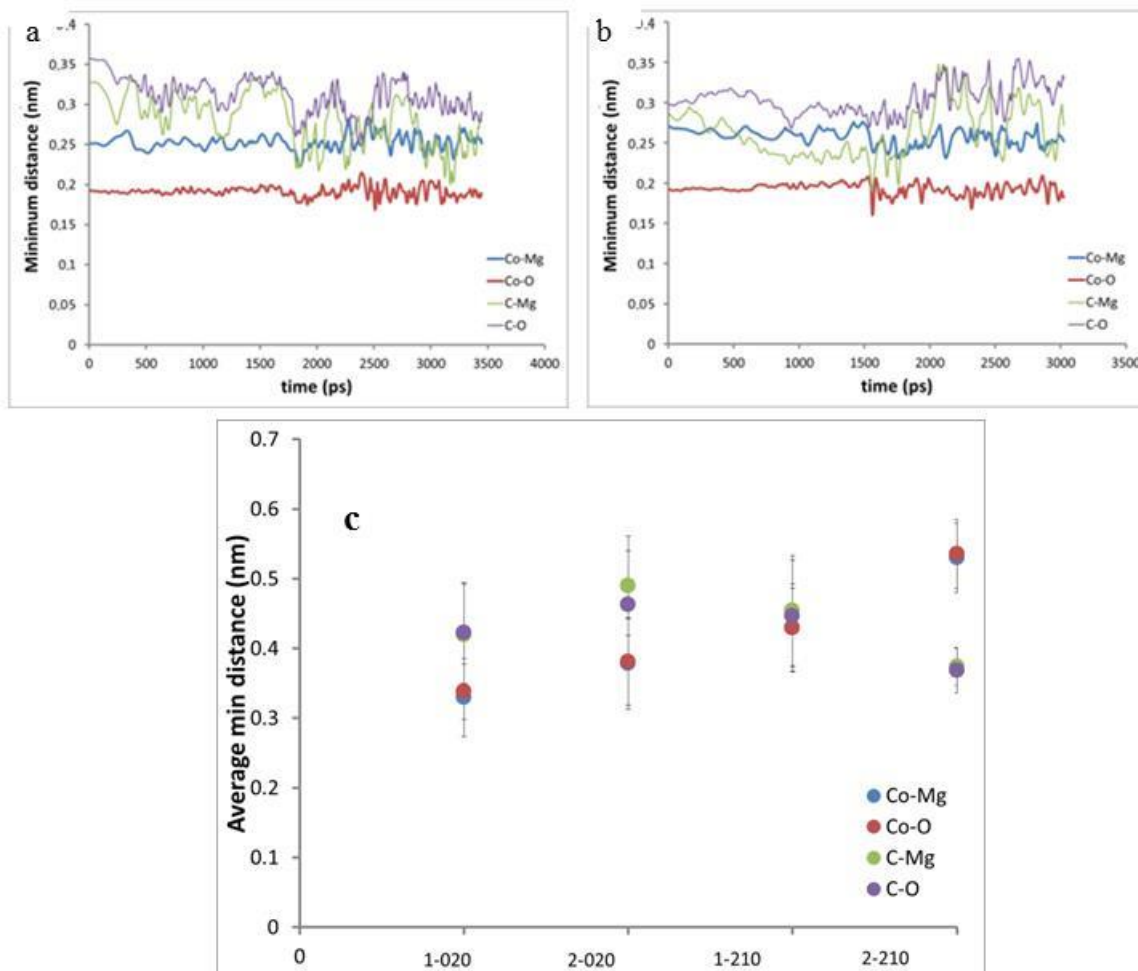 a
0,4
0,35
0,3
0,25
0,2
0,15
0,1
0,05
0
Minimum distance (nm)
0 500 1000 1500 2000 2500 3000 3500 4000
time (ps)
Co-Mg
Co-O
C-Mg
C-O
b
0,4
0,35
0,3
0,25
0,2
0,15
0,1
0,05
0
Minimum distance (nm)
0 500 1000 1500 2000 2500 3000 3500
time (ps)
Co-Mg
Co-O
C-Mg
C-O
c
0.7
0.6
0.5
0.4
0.3
0.2
0.1
0
Average min distance (nm)
0 1-020 2-020 1-210 2-210
Co-Mg
Co-O
C-Mg
C-O